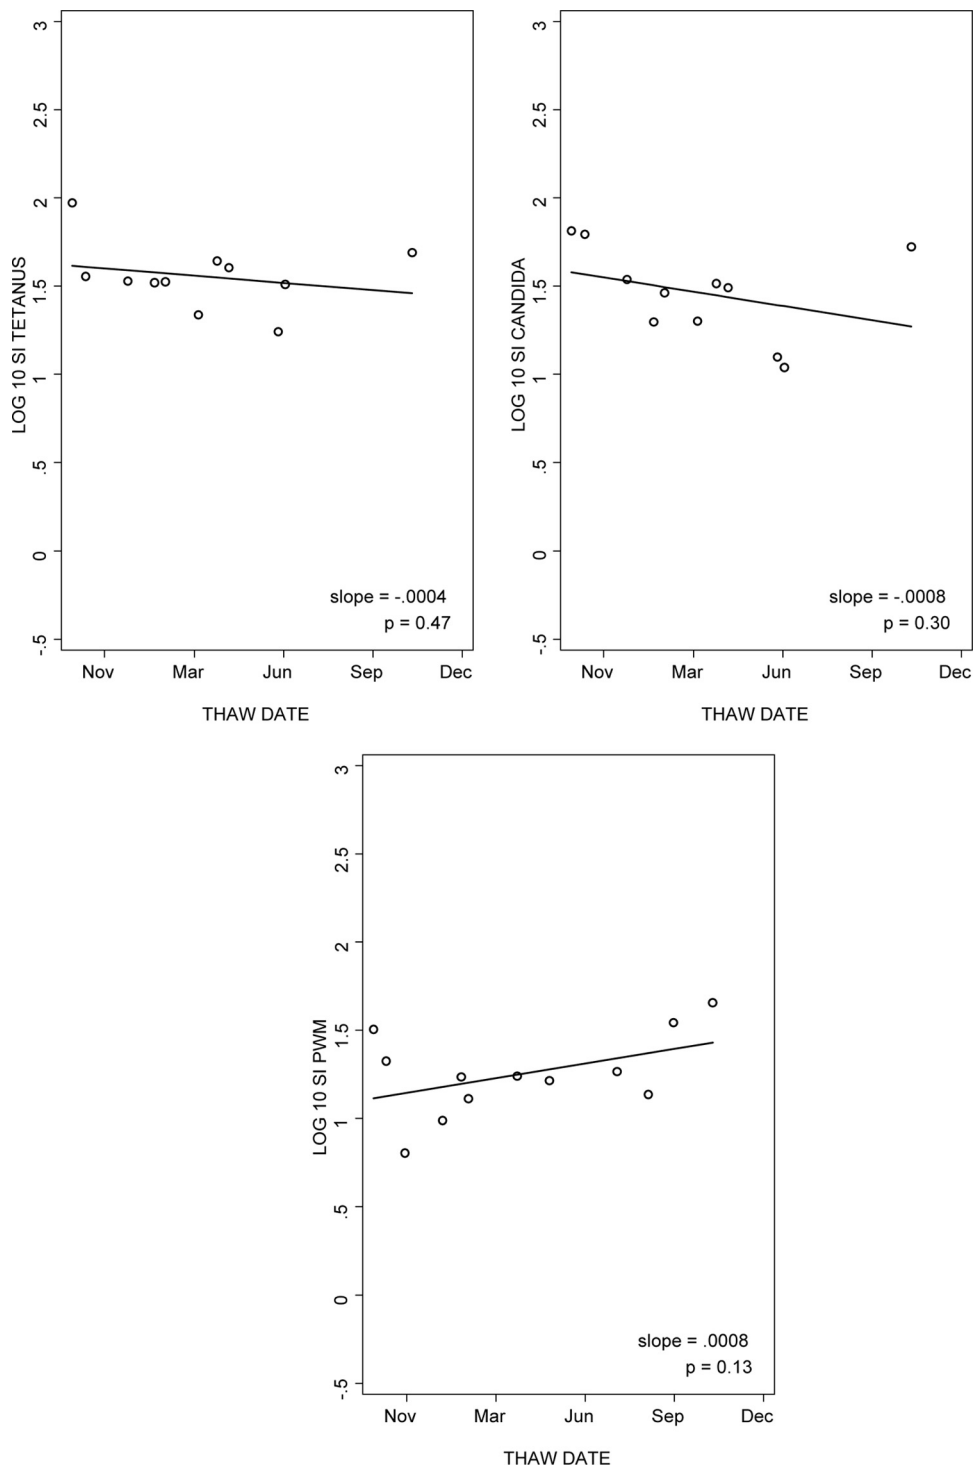 LOG 10 SI TETANUS
3
2.5
2
1.5
1
.5
0
-.5
slope = -.0004
p = 0.47
Nov Mar Jun Sep Dec
THAW DATE
LOG 10 SI CANDIDA
3
2.5
2
1.5
1
.5
0
-.5
slope = -.0008
p = 0.30
Nov Mar Jun Sep Dec
THAW DATE
LOG 10 SI PWM
3
2.5
2
1.5
1
.5
0
-.5
slope = .0008
p = 0.13
Nov Mar Jun Sep Dec
THAW DATE